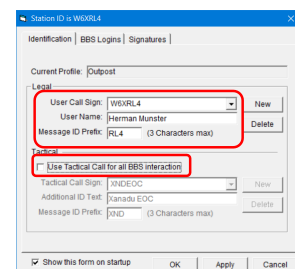 Station ID is W6XRL4
Identification BBS Logins Signatures
Current Profile: Outpost
Legal
User Call Sign: W6XRL4 New
User Name: Herman Munster Delete
Message ID Prefix: RL4 (3 Characters max)
Tactical
Use Tactical Call for all BBS interaction
Tactical Call Sign: XNDEOC New
Additional ID Text: Xanadu EOC Delete
Message ID Prefix: XND (3 Characters max)
Show this form on startup OK Apply Cancel